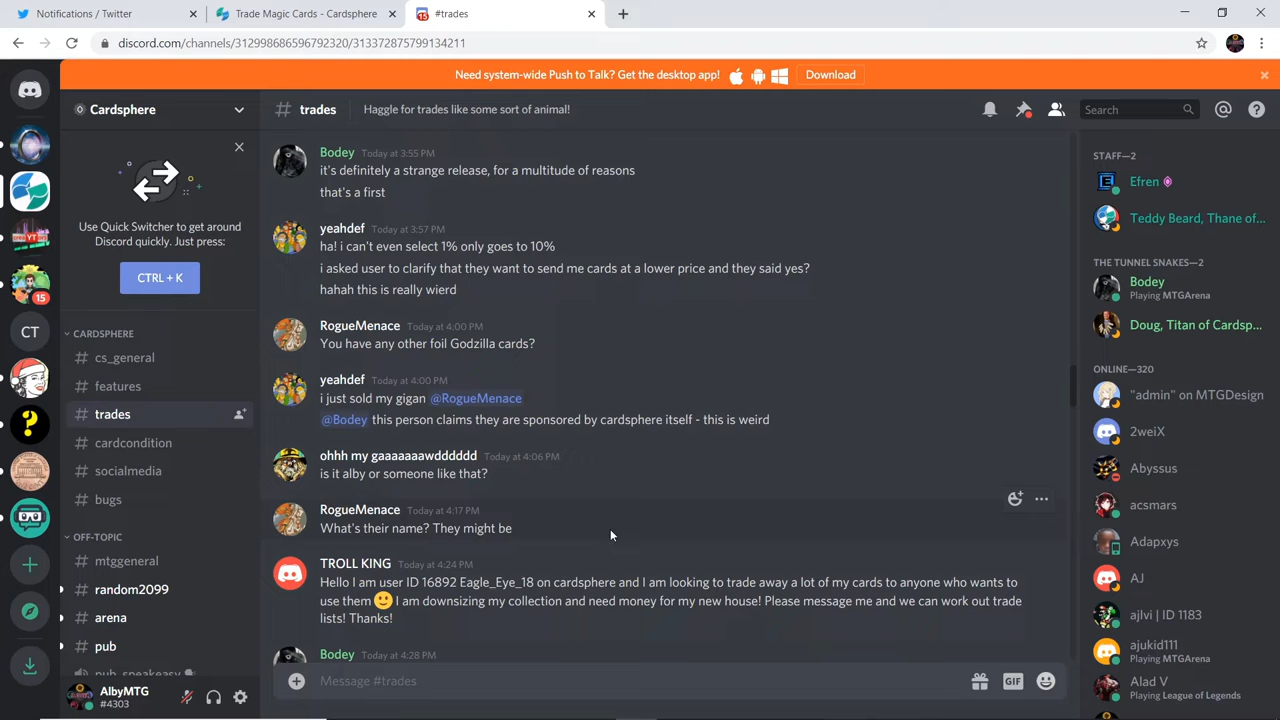 Notifications / Twitter
Trade Magic Cards - Cardsphere
15
#trades
discord.com/channels/312998686596792320/313372875799134211
Need system-wide Push to Talk? Get the desktop app!
Download
Cardsphere
# trades
Haggle for trades like some sort of animal!
Search
Use Quick Switcher to get
around Discord quickly. Just press:
CTRL + K
YT
15
CT
CARDSPHERE
# cs_general
# features
# trades
# cardcondition
# socialmedia
# bugs
OFF-TOPIC
# mtggeneral
# random2099
# arena
# pub
pub_speakeasy
AlbyMTG
#4303
Bodey Today at 3:55 PM
it's definitely a strange release, for a multitude of reasons
that's a first
yeahdef Today at 3:57 PM
ha! i can't even select 1% only goes to 10%
i asked user to clarify that they want to send me cards at a lower price and they said yes?
hahah this is really wierd
RogueMenace Today at 4:00 PM
You have any other foil Godzilla cards?
yeahdef Today at 4:00 PM
i just sold my gigan @RogueMenace
@Bodey this person claims they are sponsored by cardsphere itself - this is weird
ohhh my gaaaaaaawdddddd Today at 4:06 PM
is it alby or someone like that?
RogueMenace Today at 4:17 PM
What's their name? They might be
TROLL KING Today at 4:24 PM
Hello I am user ID 16892 Eagle_Eye_18 on cardsphere and I am looking to trade away a lot of my cards to anyone who wants to
use them 🙂 I am downsizing my collection and need money for my new house! Please message me and we can work out trade
lists! Thanks!
Bodey Today at 4:28 PM
Message #trades
GIF
STAFF—2
Efren
Teddy Beard, Thane of...
THE TUNNEL SNAKES—2
Bodey
Playing MTGArena
Doug, Titan of Cardsp...
ONLINE—320
"admin" on MTGDesign
2weiX
Abyssus
acsmars
Adapxys
AJ
ajlvi | ID 1183
ajukid111
Playing MTGArena
Alad V
Playing League of Legends